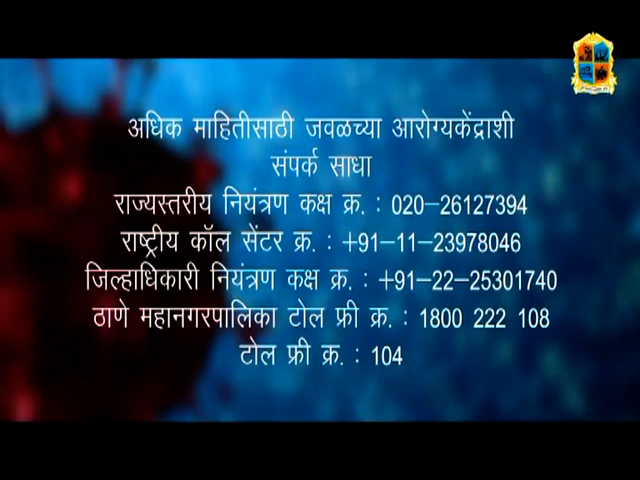 अधिक माहितीसाठी जवळच्या आरोग्यकेंद्राशी
संपर्क साधा
राज्यस्तरीय नियंत्रण कक्ष क्र. : 020-26127394
राष्ट्रीय कॉल सेंटर क्र. : +91-11-23978046
जिल्हाधिकारी नियंत्रण कक्ष क्र. : +91-22-25301740
ठाणे महानगरपालिका टोल फ्री क्र. : 1800 222 108
टोल फ्री क्र. : 104